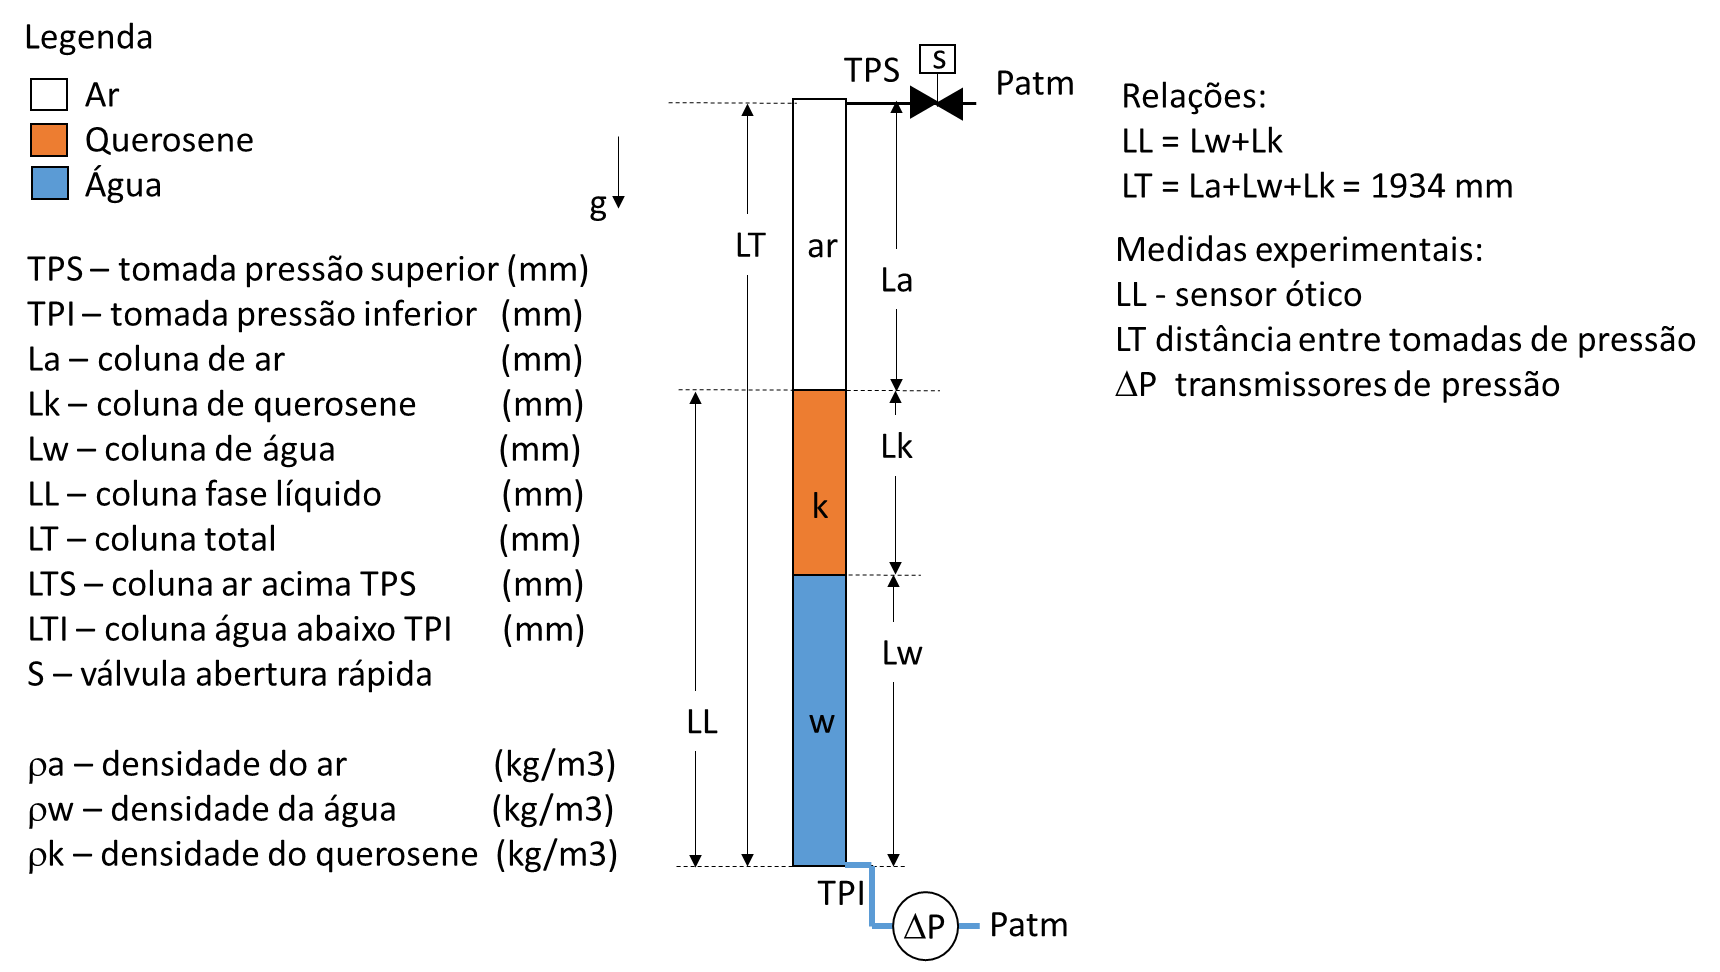 Legenda
Ar
Querosene
Água
TPS – tomada pressão superior (mm)
TPI – tomada pressão inferior (mm)
La – coluna de ar (mm)
Lk – coluna de querosene (mm)
Lw – coluna de água (mm)
LL – coluna fase líquido (mm)
LT – coluna total (mm)
LTS – coluna ar acima TPS (mm)
LTI – coluna água abaixo TPI (mm)
S – válvula abertura rápida
ρa – densidade do ar (kg/m3)
ρw – densidade da água (kg/m3)
ρk – densidade do querosene (kg/m3)
g
TPS
s
Patm
LT
ar
La
Lk
k
Lw
LL
w
TPI
ΔP
Patm
Relações:
LL = Lw+Lk
LT = La+Lw+Lk = 1934 mm
Medidas experimentais:
LL - sensor ótico
LT distância entre tomadas de pressão
ΔP transmissores de pressão